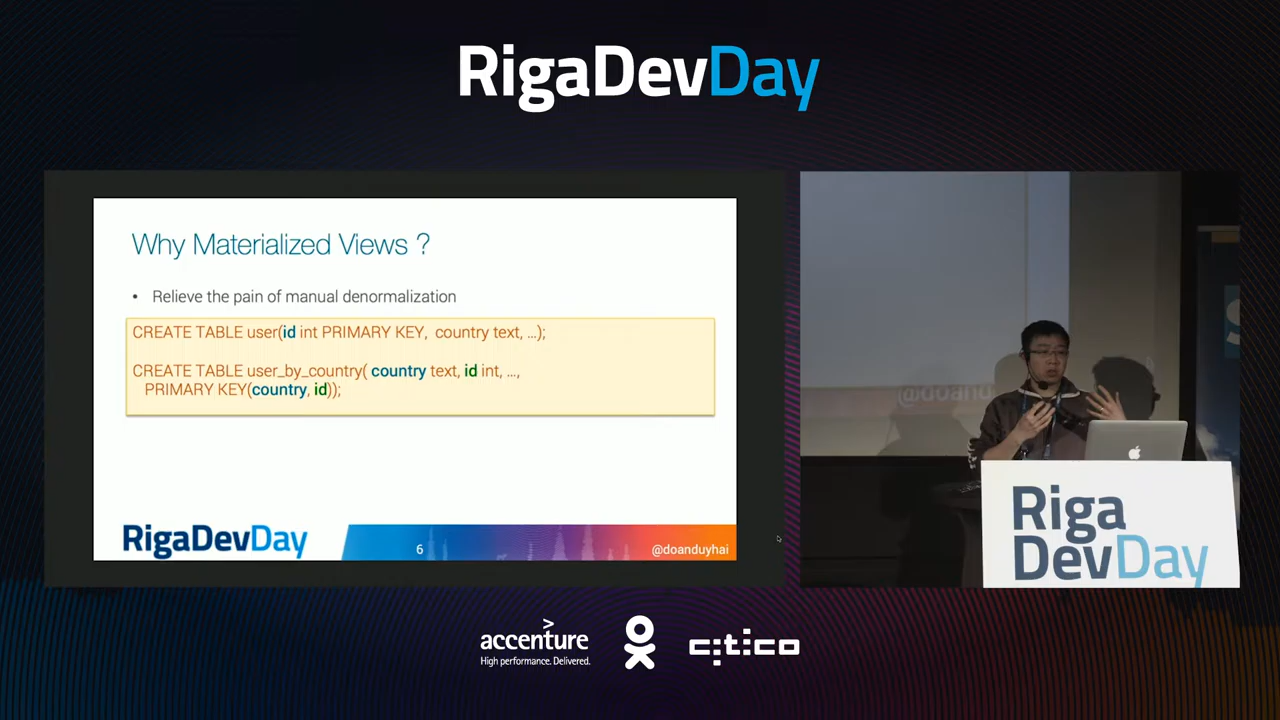 RigaDevDay
Why Materialized Views ?
• Relieve the pain of manual denormalization
CREATE TABLE user(id int PRIMARY KEY, country text, …);
CREATE TABLE user_by_country( country text, id int, …,
PRIMARY KEY(country, id));
RigaDevDay
6
@doanduyhai
@doandu
Riga
DevDay
>
accenture
High performance. Delivered.
citico